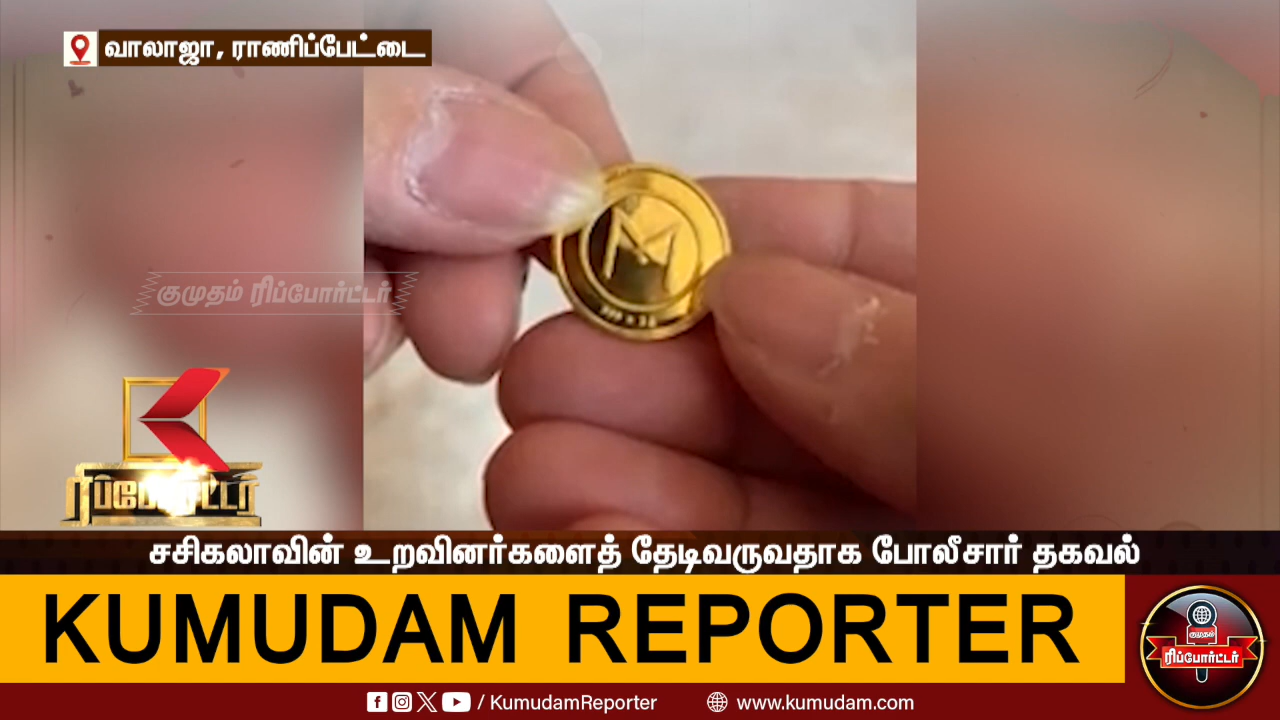 வாலாஜா, ராணிப்பேட்டை
M
குமுதம் ரிப்போர்ட்டர்
ரிப்போர்ட்டர்
சசிகலாவின் உறவினர்களைத் தேடிவருவதாக போலீசார் தகவல்
KUMUDAM REPORTER
குமுதம்
ரிப்போர்ட்டர்
/ KumudamReporter
www.kumudam.com